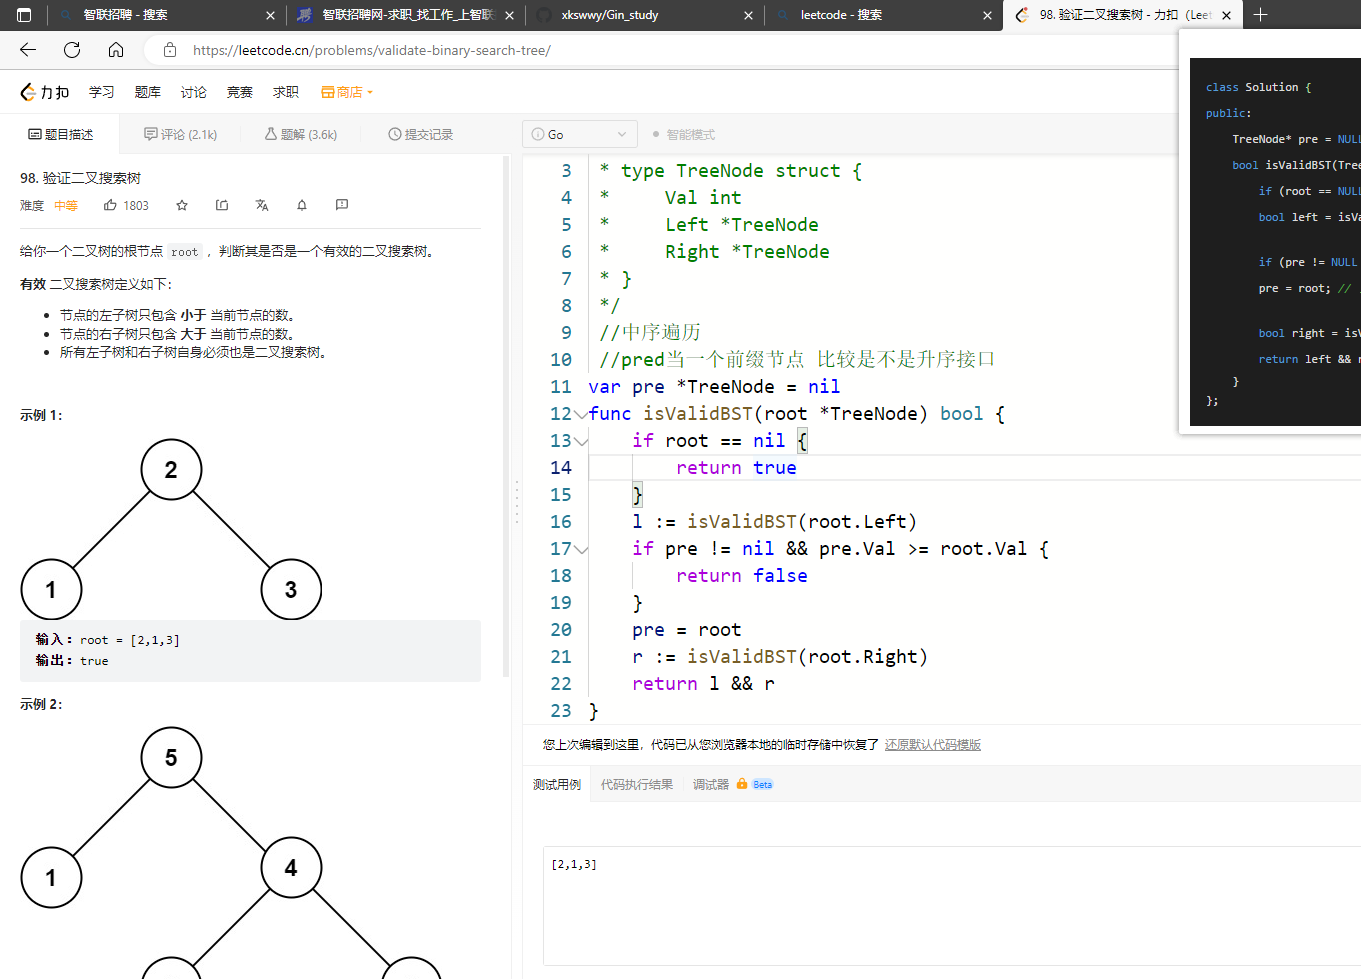 智联招聘 - 搜索
智联招聘网-求职_找工作_上智联
xkswwy/Gin_study
leetcode - 搜索
98. 验证二叉搜索树 - 力扣（Leet
https://leetcode.cn/problems/validate-binary-search-tree/
力扣 学习 题库 讨论 竞赛 求职 商店
题目描述 评论 (2.1k) 题解 (3.6k) 提交记录
98. 验证二叉搜索树
难度 中等 1803
给你一个二叉树的根节点 root ，判断其是否是一个有效的二叉搜索树。
有效 二叉搜索树定义如下：
节点的左子树只包含 小于 当前节点的数。
节点的右子树只包含 大于 当前节点的数。
所有左子树和右子树自身必须也是二叉搜索树。
示例 1：
2
1 3
输入：root = [2,1,3]
输出：true
示例 2：
5
1 4
Go 智能模式
3 * type TreeNode struct {
4 * Val int
5 * Left *TreeNode
6 * Right *TreeNode
7 * }
8 */
9 //中序遍历
10 //pred当一个前缀节点 比较是不是升序接口
11 var pre *TreeNode = nil
12 func isValidBST(root *TreeNode) bool {
13 if root == nil {
14 return true
15 }
16 l := isValidBST(root.Left)
17 if pre != nil && pre.Val >= root.Val {
18 return false
19 }
20 pre = root
21 r := isValidBST(root.Right)
22 return l && r
23 }
您上次编辑到这里，代码已从您浏览器本地的临时存储中恢复了 还原默认代码模版
测试用例 代码执行结果 调试器 Beta
[2,1,3]
class Solution {
public:
TreeNode* pre = NULL
bool isValidBST(Tree
if (root == NULL
bool left = isVa
if (pre != NULL
pre = root; //
bool right = isV
return left && r
}
};